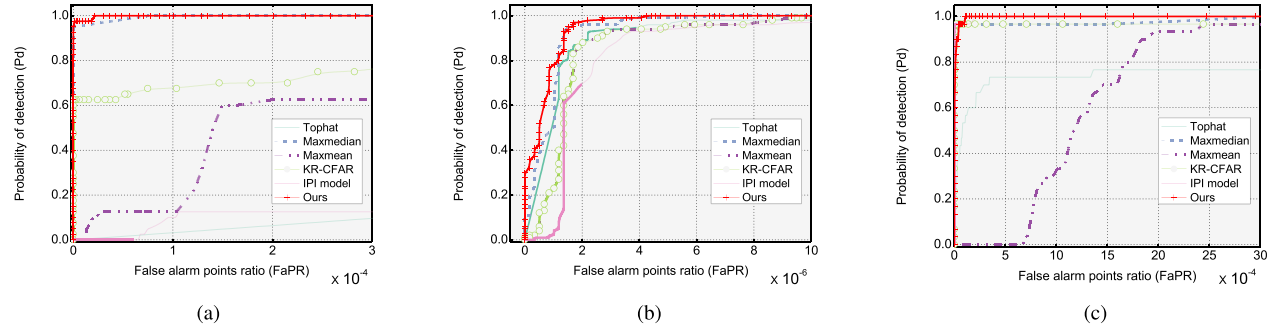 1.0
0.8
0.6
0.4
0.2
0.0
Probability of detection (Pd)
Tophat
Maxmedian
Maxmean
KR-CFAR
IPI model
Ours
0 1 2 3
False alarm points ratio (FaPR)
x 10-4
(a)
1.0
0.8
0.6
0.4
0.2
0.0
Probability of detection (Pd)
Tophat
Maxmedian
Maxmean
KR-CFAR
IPI model
Ours
0 2 4 6 8 10
False alarm points ratio (FaPR)
x 10-6
(b)
1.0
0.8
0.6
0.4
0.2
0.0
Probability of detection (Pd)
Tophat
Maxmedian
Maxmean
KR-CFAR
IPI model
Ours
0 5 10 15 20 25 30
False alarm points ratio (FaPR)
x 10-4
(c)